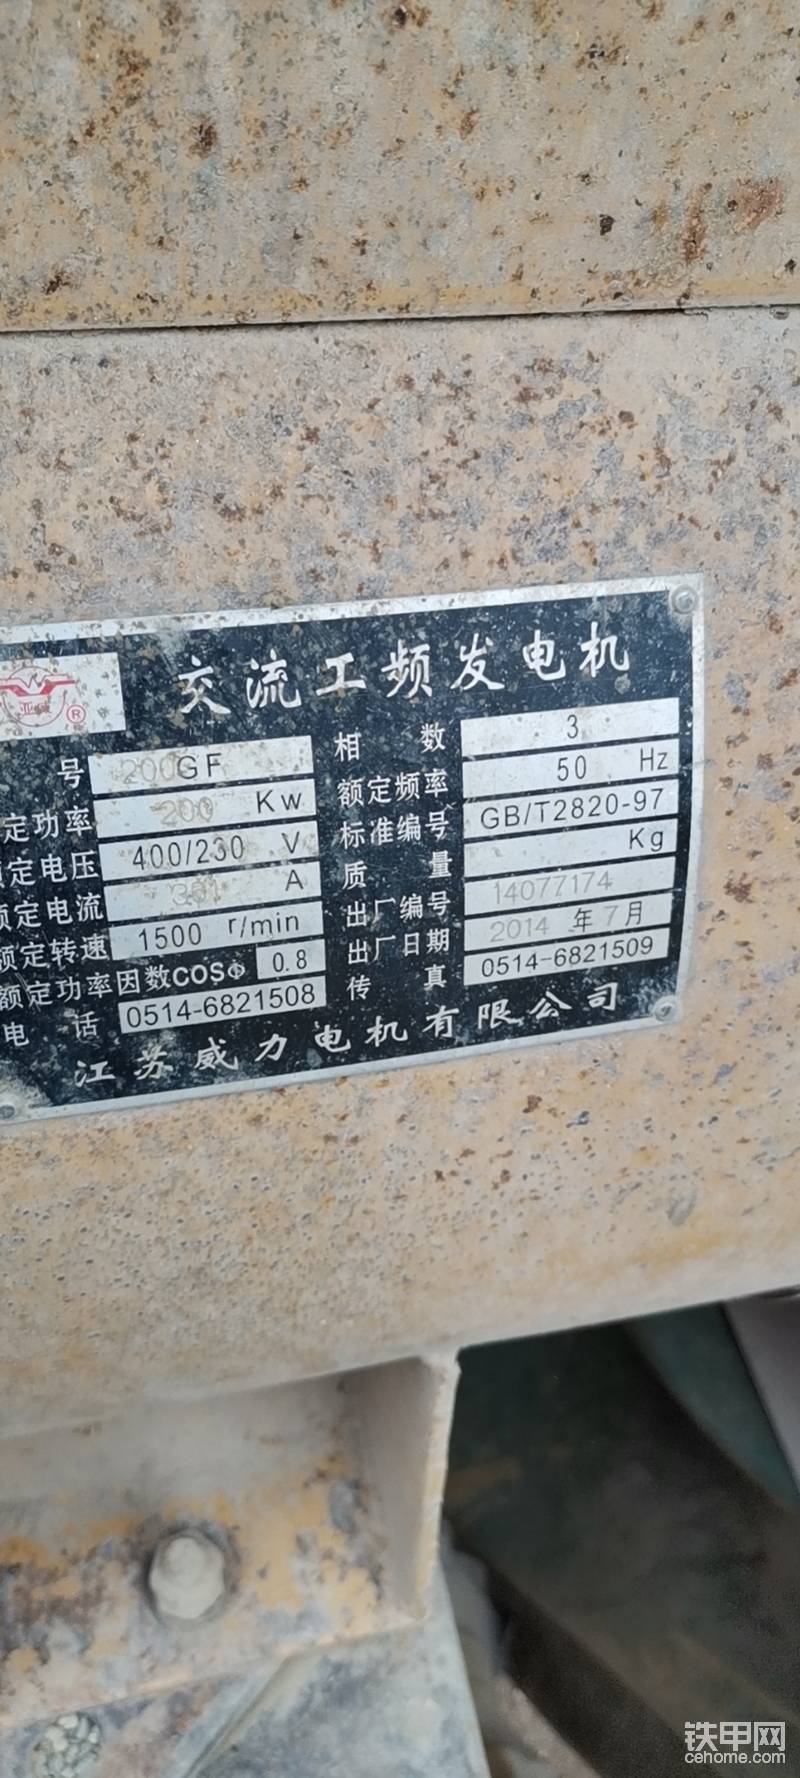 交流工频发电机
亚 ®
号 200GF 相数 3
定功率 200 Kw 额定频率 50 Hz
定电压 400/230 V 标准编号 GB/T2820-97
额定电流 361 A 质量 Kg
额定转速 1500 r/min 出厂编号 14077174
额定功率因数COSΦ 0.8 出厂日期 2014 年 7 月
电话 0514-6821508 传真 0514-6821509
江苏威力电机有限公司
铁甲网
cehome.com